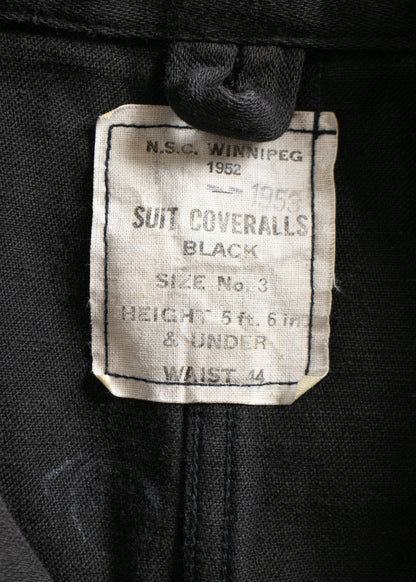 N.S.C. WINNIPEG
1952
1953
SUIT COVERALLS
BLACK
SIZE No. 3
HEIGHT 5 ft. 6 in.
& UNDER
WAIST 44